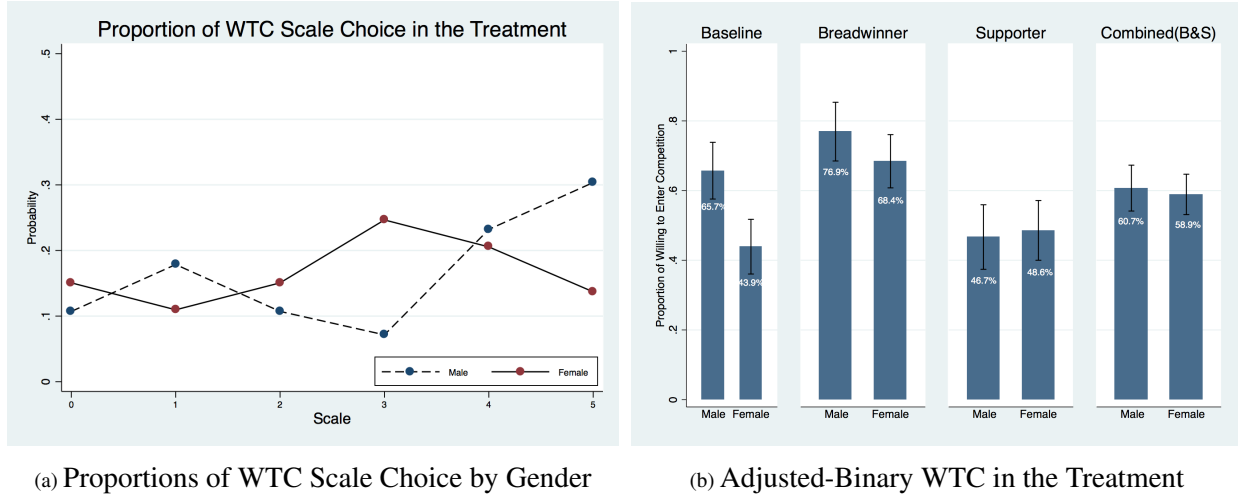 Proportion of WTC Scale Choice in the Treatment
Probability
.5
.4
.3
.2
.1
0
0 1 2 3 4 5
Scale
Male Female
(a) Proportions of WTC Scale Choice by Gender
Baseline Breadwinner Supporter Combined(B&S)
Proportion of Willing to Enter Competition
1
.8
.6
.4
.2
0
65.7% 43.9% 76.9% 68.4% 46.7% 48.6% 60.7% 58.9%
Male Female Male Female Male Female Male Female
(b) Adjusted-Binary WTC in the Treatment